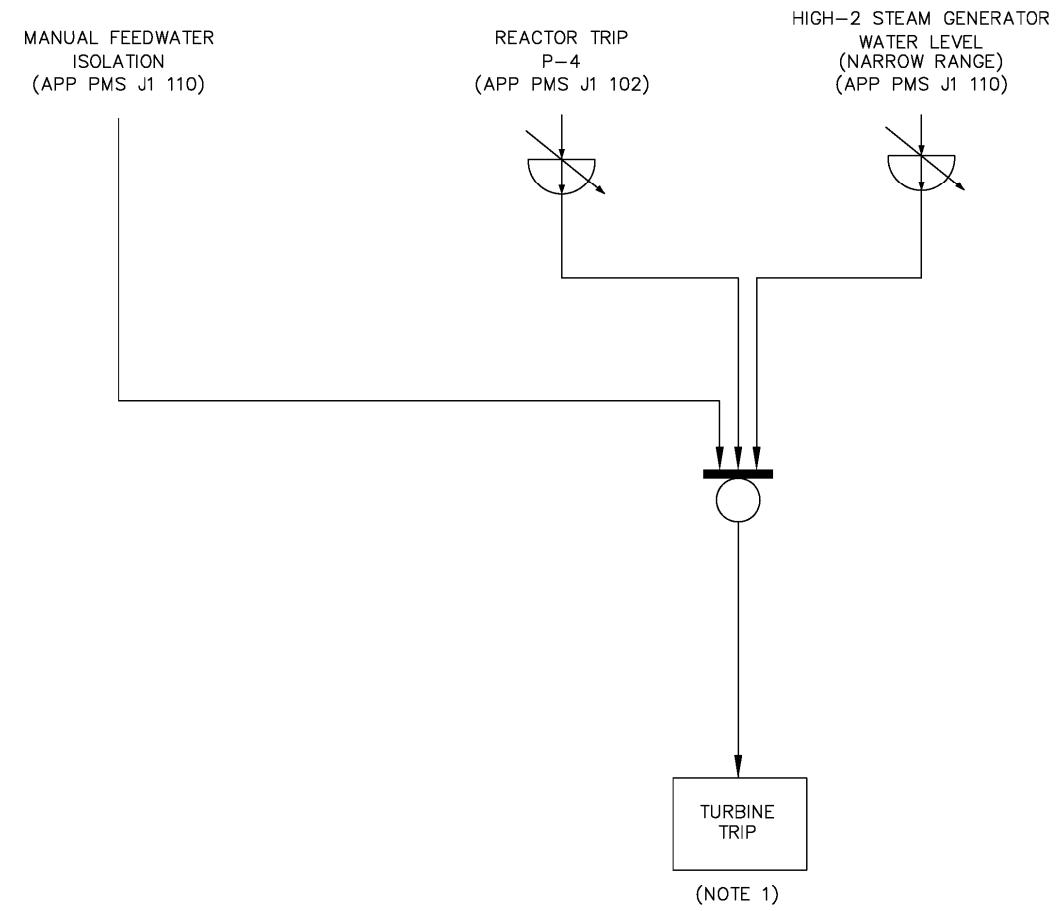 MANUAL FEEDWATER
ISOLATION
(APP PMS J1 110)
REACTOR TRIP
P-4
(APP PMS J1 102)
HIGH-2 STEAM GENERATOR
WATER LEVEL
(NARROW RANGE)
(APP PMS J1 110)
TURBINE
TRIP
(NOTE 1)